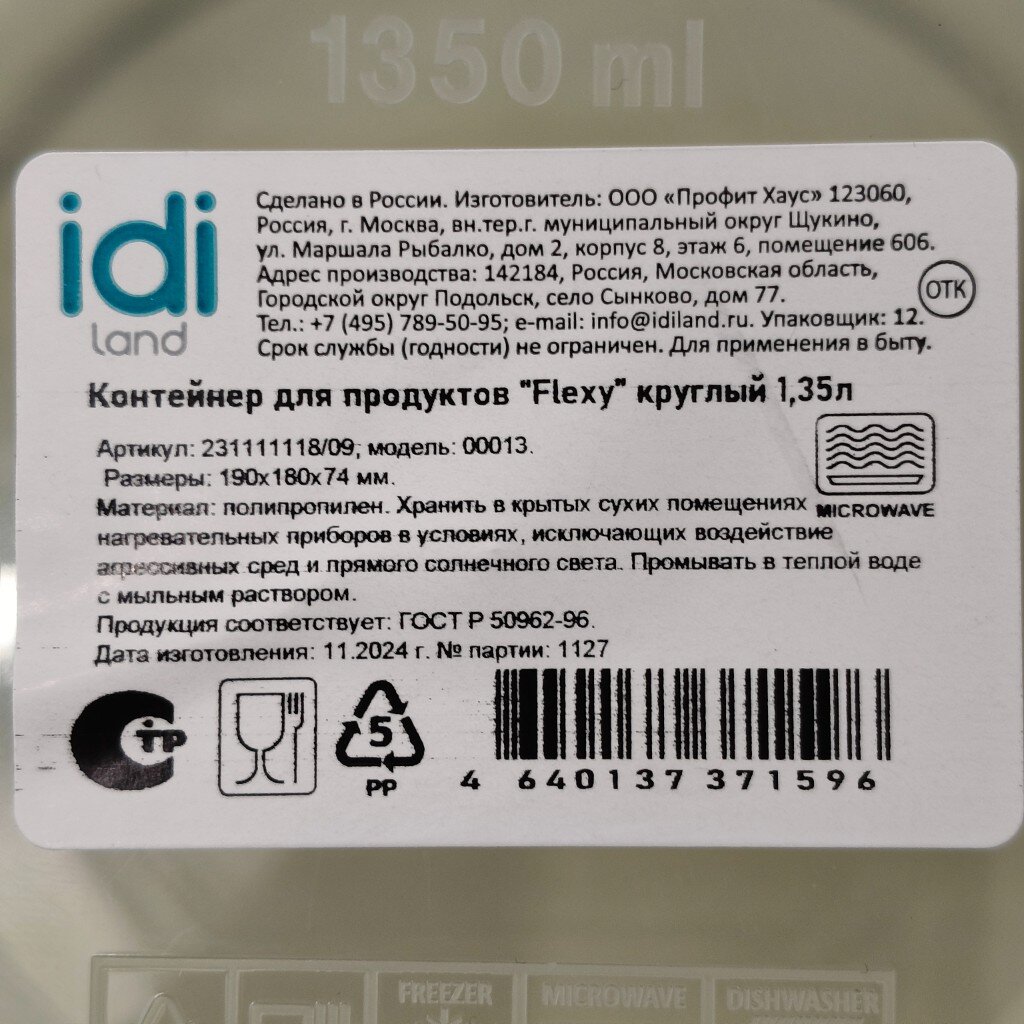 1350 ml
idi
land
Сделано в России. Изготовитель: ООО «Профит Хаус» 123060,
Россия, г. Москва, вн.тер.г. муниципальный округ Щукино,
ул. Маршала Рыбалко, дом 2, корпус 8, этаж 6, помещение 606.
Адрес производства: 142184, Россия, Московская область,
Городской округ Подольск, село Сынково, дом 77.
Тел.: +7 (495) 789-50-95; e-mail: info@idiland.ru. Упаковщик: 12.
Срок службы (годности) не ограничен. Для применения в быту.
ОТК
Контейнер для продуктов "Flexy" круглый 1,35л
Артикул: 231111118/09; модель: 00013.
Размеры: 190x180x74 мм.
Материал: полипропилен. Хранить в крытых сухих помещениях
нагревательных приборов в условиях, исключающих воздействие
агрессивных сред и прямого солнечного света. Промывать в теплой воде
с мыльным раствором.
Продукция соответствует: ГОСТ Р 50962-96.
Дата изготовления: 11.2024 г. № партии: 1127
MICROWAVE
тР
5
PP
4 640137 371596
FREEZER
MICROWAVE
DISHWASHER